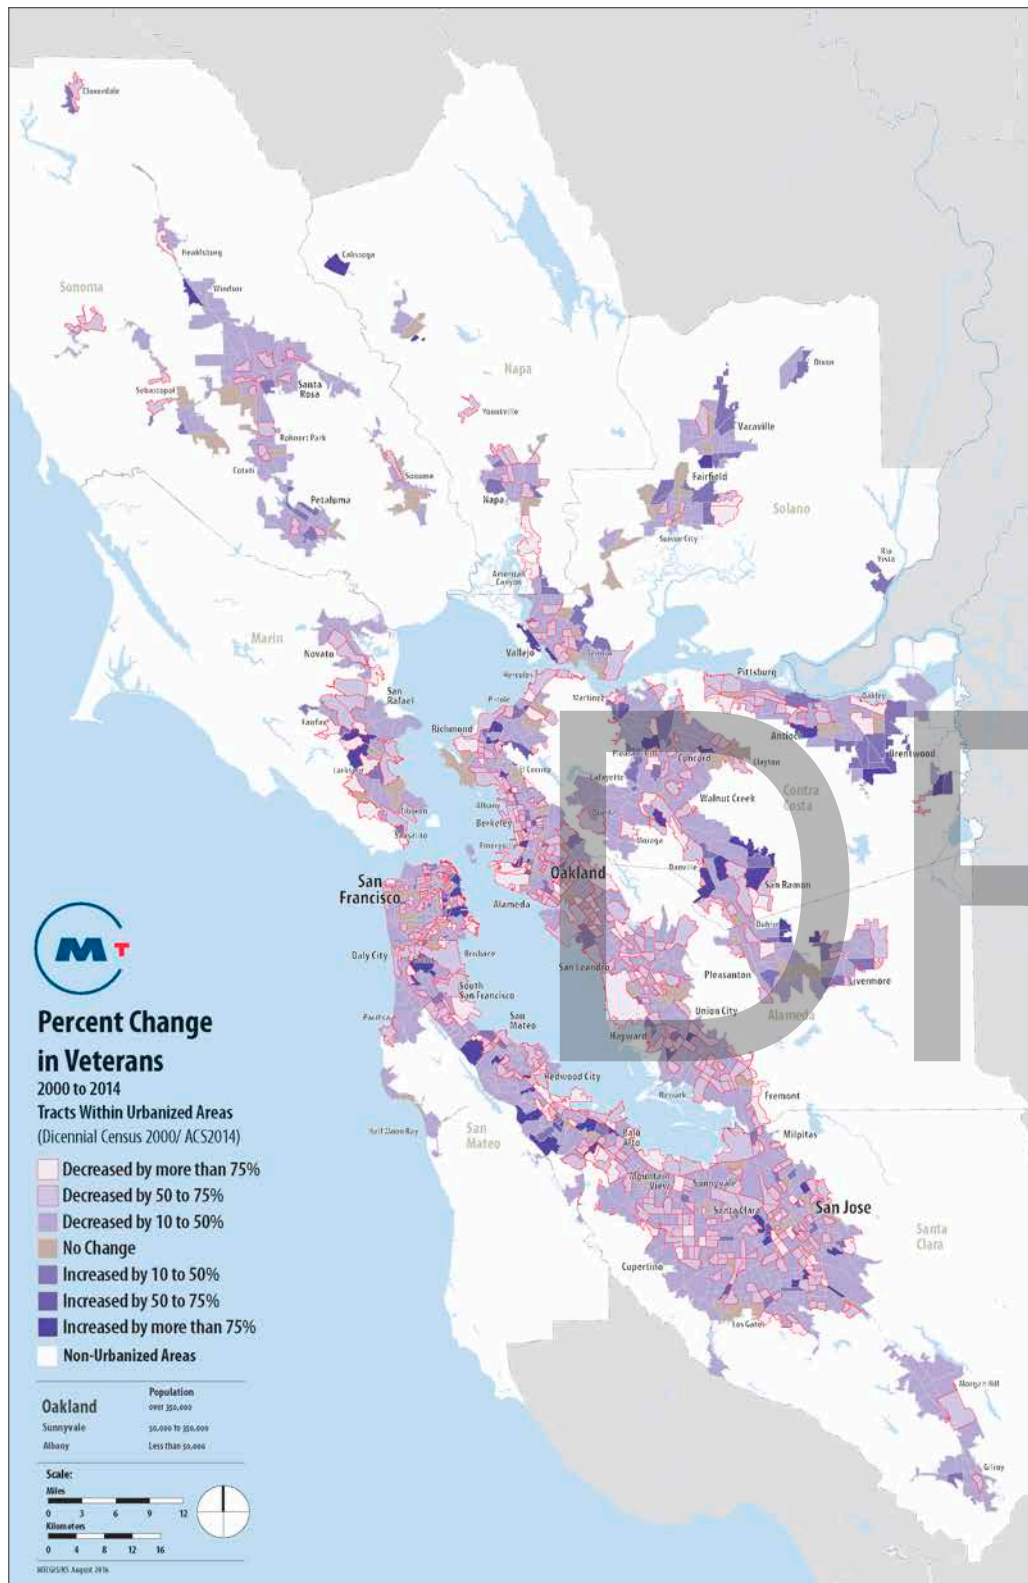 Cloverdale
Healdsburg
Calistoga
Windsor
Sonoma
Napa
Dixon
Santa
Rosa
Sebastopol
Yountville
Vacaville
Rohnert Park
Cotati
Sonoma
Fairfield
Napa
Petaluma
Solano
Suisun City
Rio
Vista
American
Canyon
Marin
Novato
Vallejo
Hercules
Pittsburg
San
Rafael
Martinez
Oakley
Pinole
Fairfax
Richmond
Antioch
Brentwood
Concord
Clayton
El Cerrito
Larkspur
Lafayette
Contra
Costa
Walnut Creek
Albany
Tiburon
Berkeley
Sausalito
Moraga
Emeryville
Danville
Oakland
San
Francisco
San Ramon
Alameda
Dublin
Daly City
Brisbane
San Leandro
Pleasanton
Livermore
South
San Francisco
Union City
Alameda
Pacifica
San
Mateo
Hayward
Redwood City
Newark
Fremont
Half Moon Bay
San
Mateo
Palo
Alto
Milpitas
Mountain
View
Sunnyvale
Santa Clara
San Jose
Santa
Clara
Cupertino
Los Gatos
Morgan Hill
Gilroy
DF
M T
Percent Change
in Veterans
2000 to 2014
Tracts Within Urbanized Areas
(Dicennial Census 2000/ ACS2014)
Decreased by more than 75%
Decreased by 50 to 75%
Decreased by 10 to 50%
No Change
Increased by 10 to 50%
Increased by 50 to 75%
Increased by more than 75%
Non-Urbanized Areas
Population
Oakland over 350,000
Sunnyvale 50,000 to 350,000
Albany Less than 50,000
Scale:
Miles
0 3 6 9 12
Kilometers
0 4 8 12 16
MTCGIS/KS August 2016